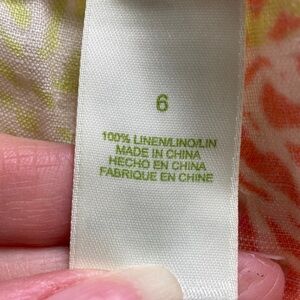 6
100% LINEN/LINO/LIN
MADE IN CHINA
HECHO EN CHINA
FABRIQUE EN CHINE